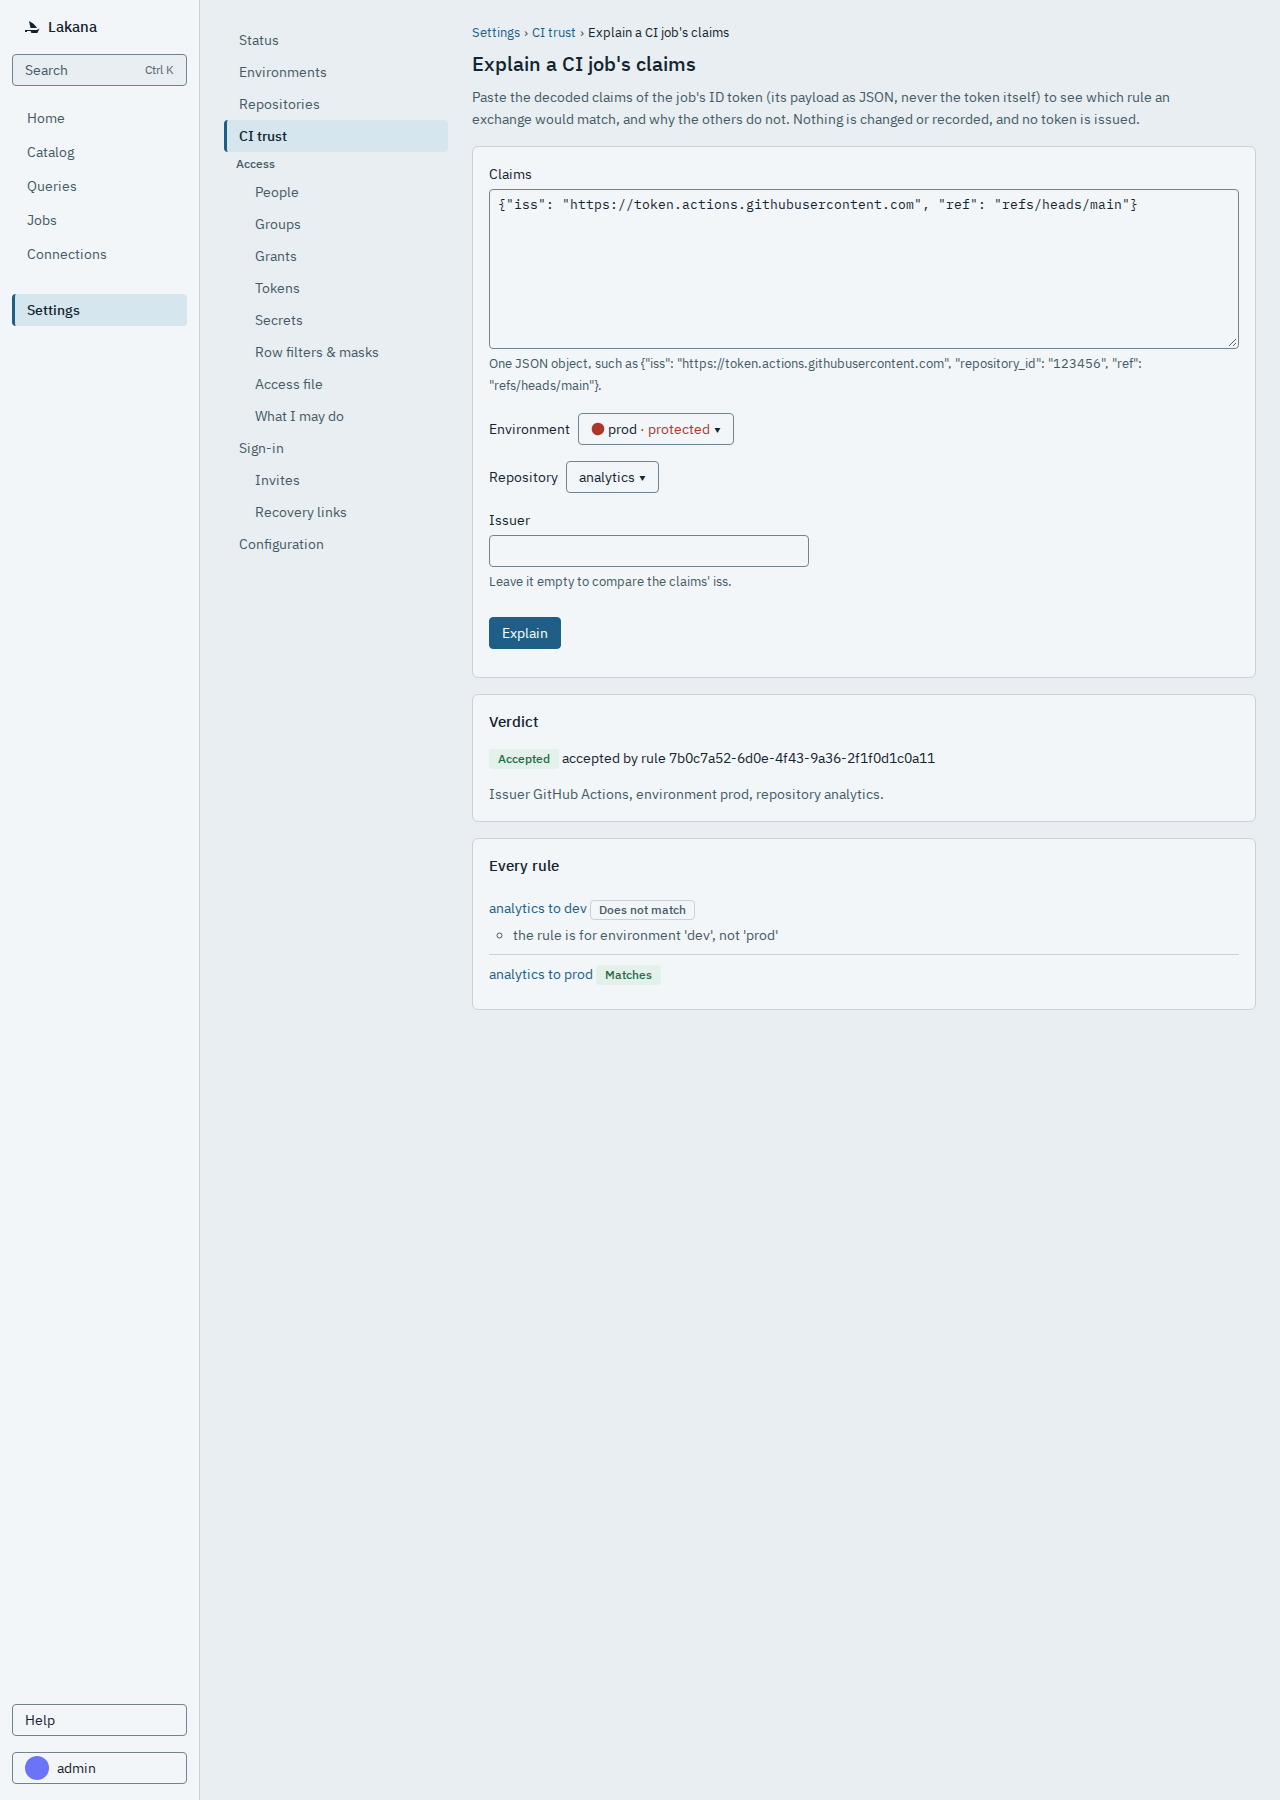 Lakana
Search Ctrl K
Home
Catalog
Queries
Jobs
Connections
Settings
Help
admin
Status
Environments
Repositories
CI trust
Access
People
Groups
Grants
Tokens
Secrets
Row filters & masks
Access file
What I may do
Sign-in
Invites
Recovery links
Configuration
Settings › CI trust › Explain a CI job's claims
Explain a CI job's claims
Paste the decoded claims of the job's ID token (its payload as JSON, never the token itself) to see which rule an
exchange would match, and why the others do not. Nothing is changed or recorded, and no token is issued.
Claims
{"iss": "https://token.actions.githubusercontent.com", "ref": "refs/heads/main"}
One JSON object, such as {"iss": "https://token.actions.githubusercontent.com", "repository_id": "123456", "ref":
"refs/heads/main"}.
Environment prod · protected ▾
Repository analytics ▾
Issuer
Leave it empty to compare the claims' iss.
Explain
Verdict
Accepted accepted by rule 7b0c7a52-6d0e-4f43-9a36-2f1f0d1c0a11
Issuer GitHub Actions, environment prod, repository analytics.
Every rule
analytics to dev Does not match
the rule is for environment 'dev', not 'prod'
analytics to prod Matches